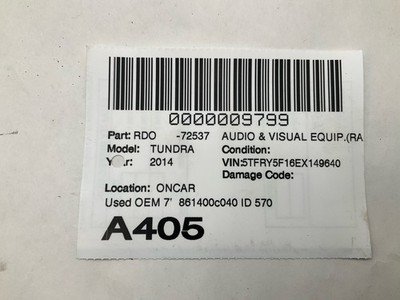 0000009799
Part: RDO -72537 AUDIO & VISUAL EQUIP.(RA
Model: TUNDRA Condition:
2014 VIN:5TFRY5F16EX149640
Damage Code:
Location: ONCAR
Used OEM 7' 861400c040 ID 570
A405